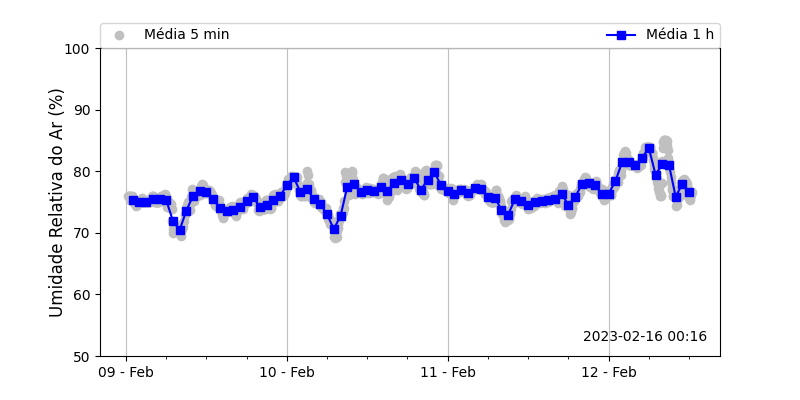 Média 5 min
Média 1 h
Umidade Relativa do Ar (%)
100
90
80
70
60
50
2023-02-16 00:16
09 - Feb
10 - Feb
11 - Feb
12 - Feb